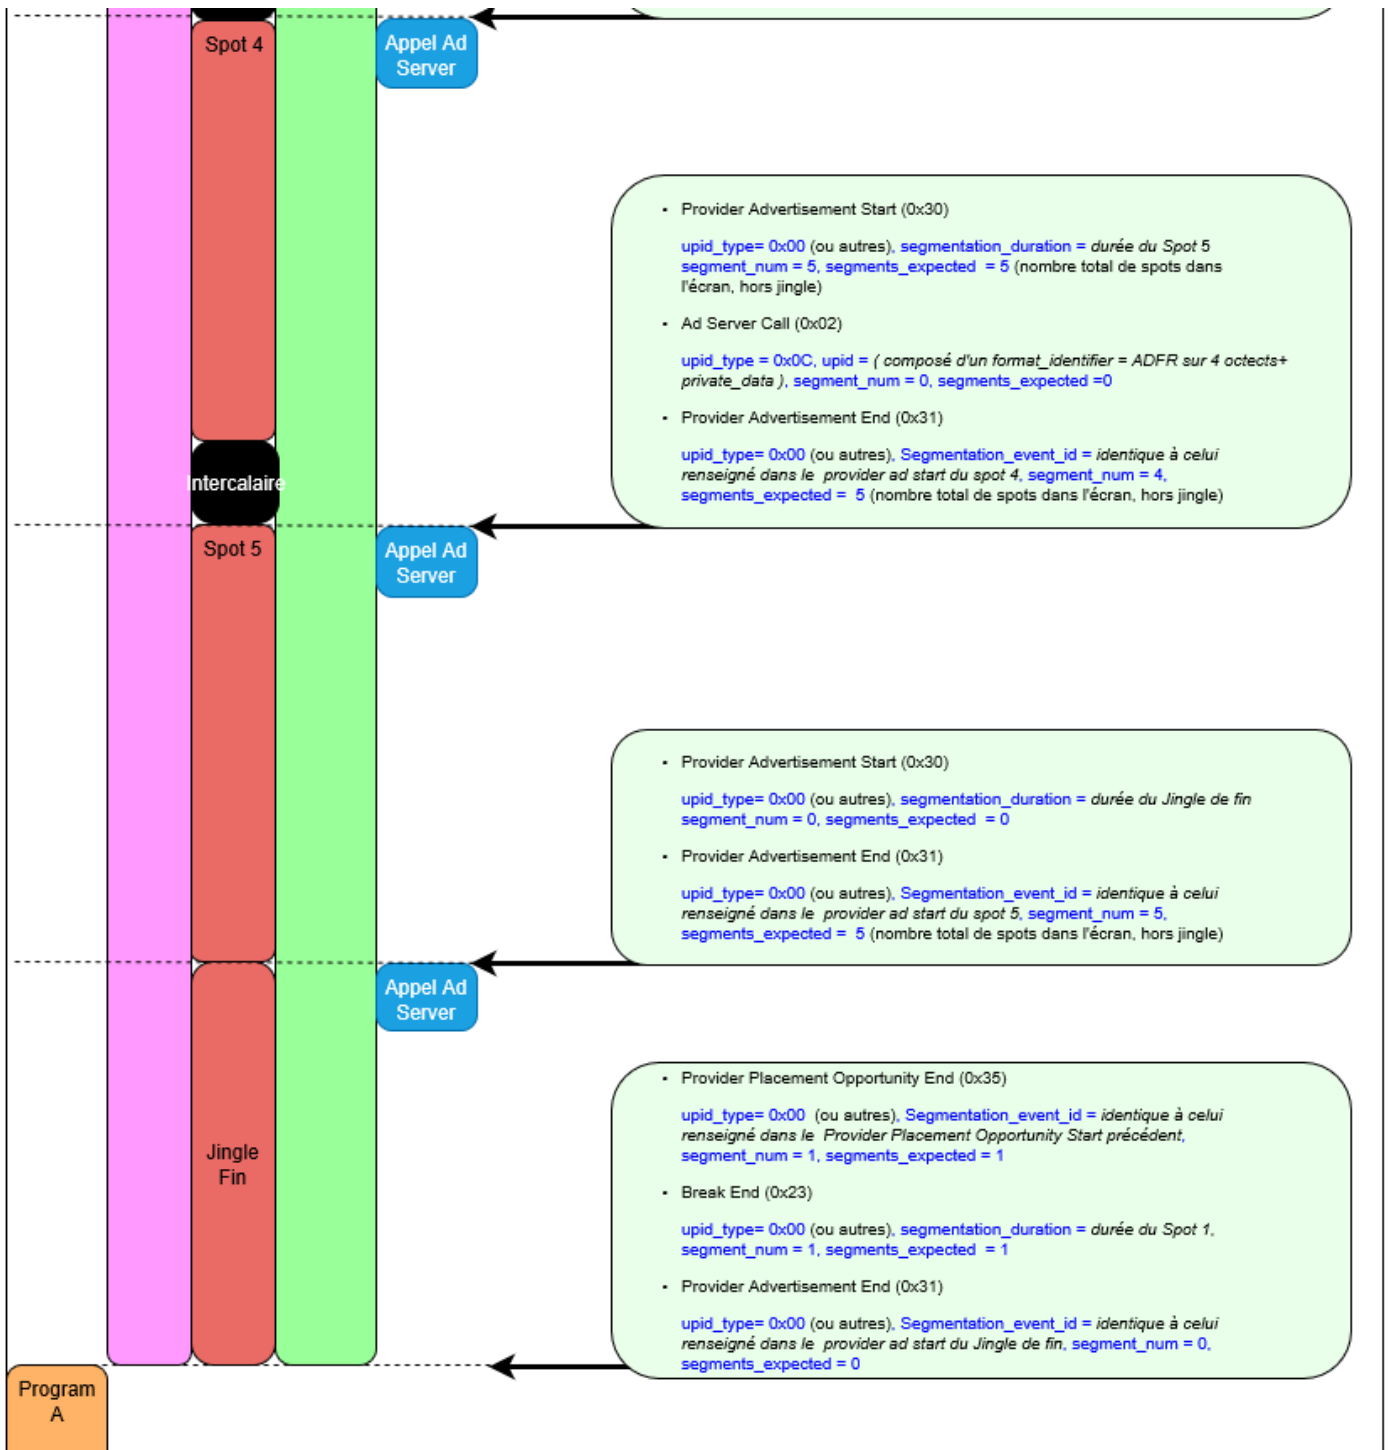 Spot 4
Appel Ad
Server
• Provider Advertisement Start (0x30)
upid_type= 0x00 (ou autres), segmentation_duration = durée du Spot 5
segment_num = 5, segments_expected  = 5 (nombre total de spots dans
l'écran, hors jingle)
• Ad Server Call (0x02)
upid_type = 0x0C, upid = ( composé d'un format_identifier = ADFR sur 4 octects+
private_data ), segment_num = 0, segments_expected =0
• Provider Advertisement End (0x31)
upid_type= 0x00 (ou autres), Segmentation_event_id = identique à celui
renseigné dans le  provider ad start du spot 4, segment_num = 4,
segments_expected =  5 (nombre total de spots dans l'écran, hors jingle)
Intercalaire
Spot 5
Appel Ad
Server
• Provider Advertisement Start (0x30)
upid_type= 0x00 (ou autres), segmentation_duration = durée du Jingle de fin
segment_num = 0, segments_expected  = 0
• Provider Advertisement End (0x31)
upid_type= 0x00 (ou autres), Segmentation_event_id = identique à celui
renseigné dans le  provider ad start du spot 5, segment_num = 5,
segments_expected =  5 (nombre total de spots dans l'écran, hors jingle)
Appel Ad
Server
Jingle
Fin
• Provider Placement Opportunity End (0x35)
upid_type= 0x00  (ou autres), Segmentation_event_id = identique à celui
renseigné dans le  Provider Placement Opportunity Start précédent,
segment_num = 1, segments_expected = 1
• Break End (0x23)
upid_type= 0x00 (ou autres), segmentation_duration = durée du Spot 1,
segment_num = 1, segments_expected  = 1
• Provider Advertisement End (0x31)
upid_type= 0x00 (ou autres), Segmentation_event_id = identique à celui
renseigné dans le  provider ad start du Jingle de fin, segment_num = 0,
segments_expected = 0
Program
A